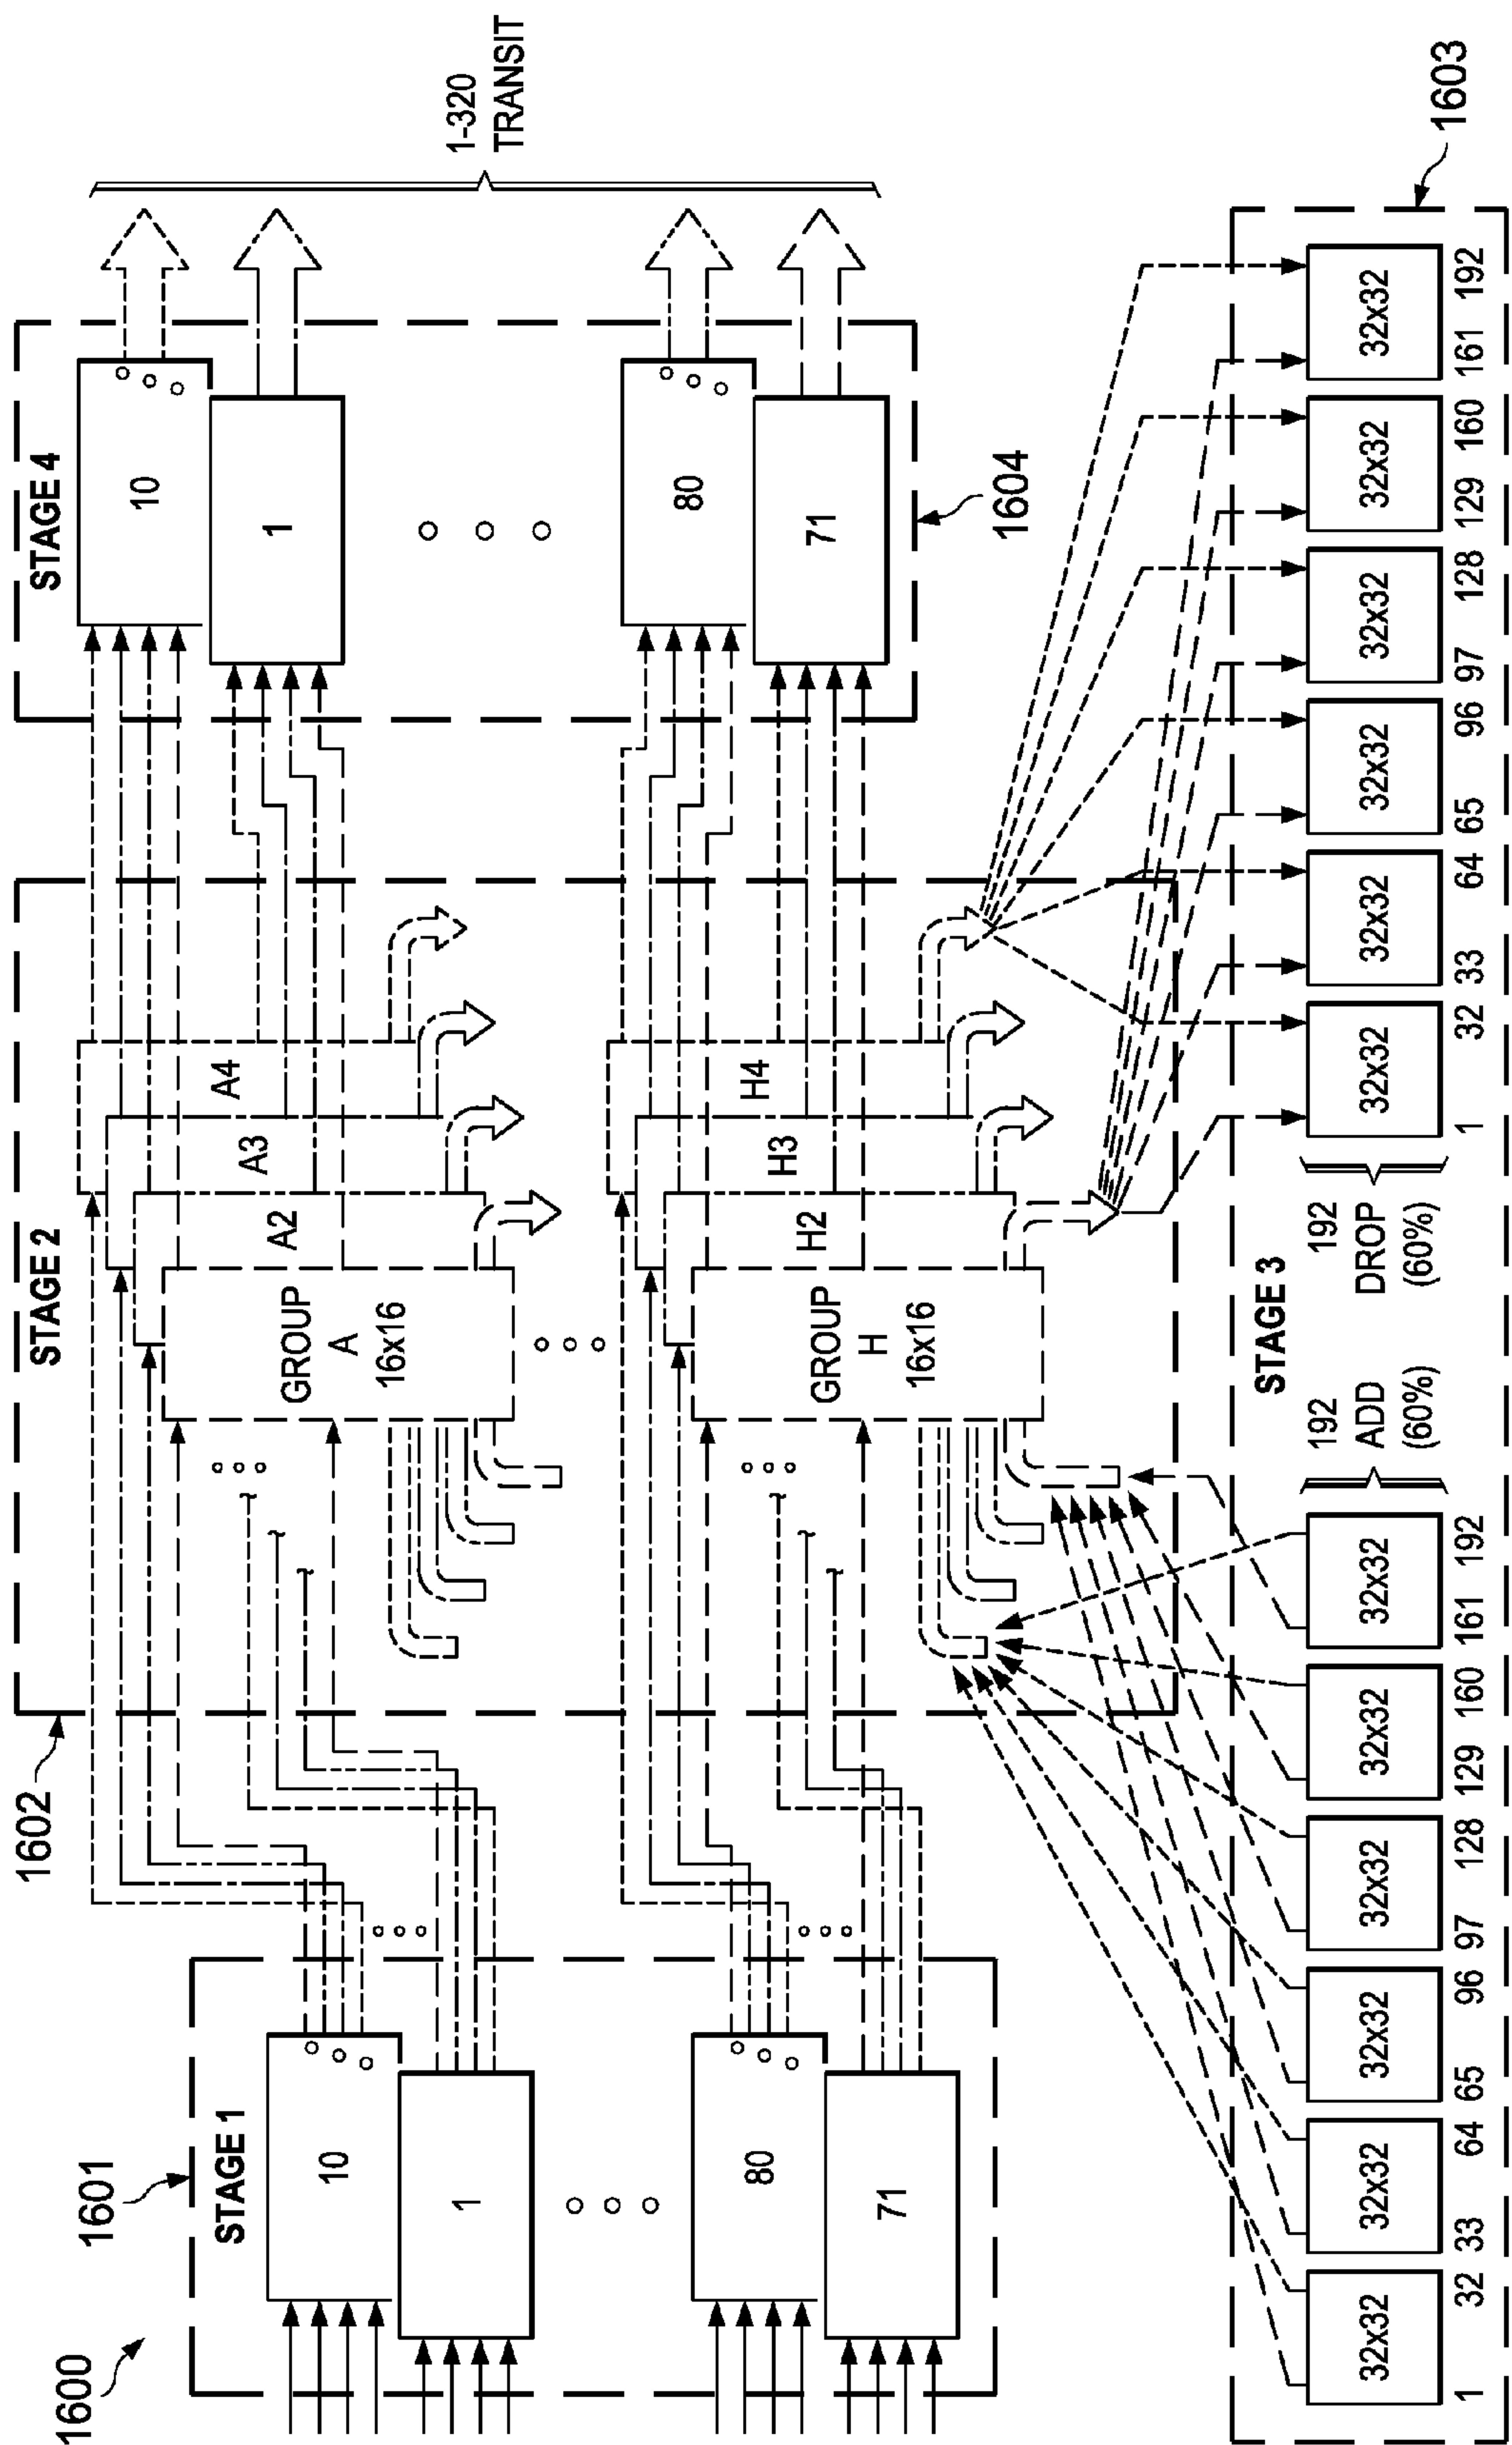 1600
1601
STAGE 1
10
1
80
71
1602
STAGE 2
GROUP
A
16x16
A2
A3
A4
GROUP
H
16x16
H2
H3
H4
STAGE 4
10
1
80
71
1604
1-320
TRANSIT
STAGE 3
192
ADD
(60%)
192
DROP
(60%)
1603
32x32
32x32
32x32
32x32
32x32
32x32
1 32 33 64 65 96 97 128 129 160 161 192
32x32
32x32
32x32
32x32
32x32
32x32
1 32 33 64 65 96 97 128 129 160 161 192